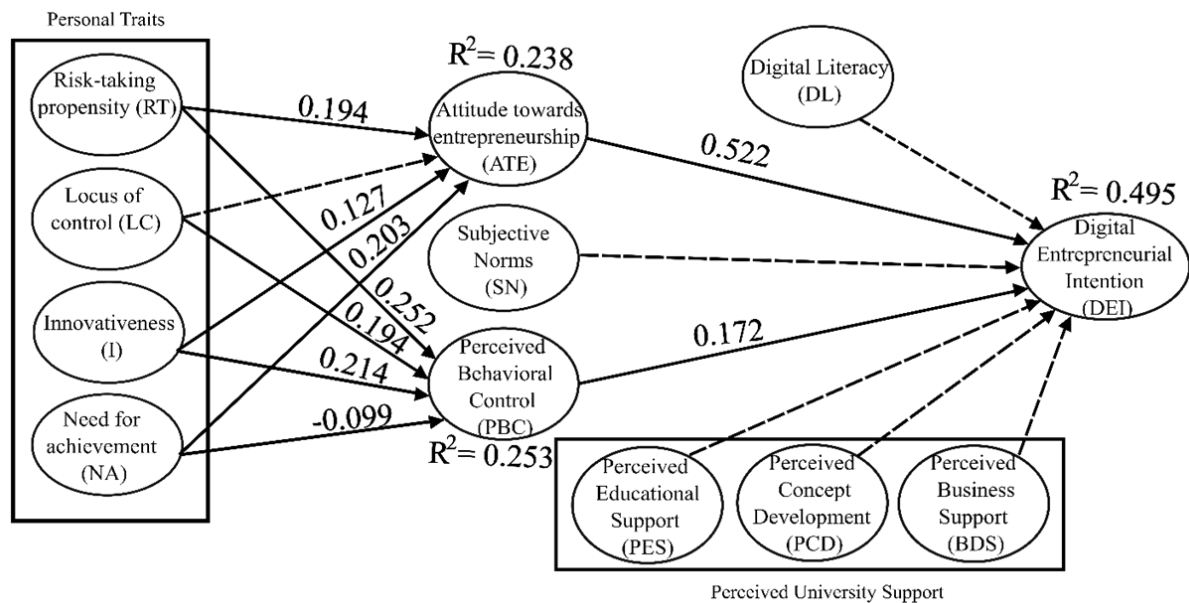 Personal Traits
Risk-taking
propensity (RT)
Locus of
control (LC)
Innovativeness
(I)
Need for
achievement
(NA)
0.194
0.127
0.203
0.252
0.194
0.214
-0.099
R²= 0.238
Attitude towards
entrepreneurship
(ATE)
Subjective
Norms
(SN)
Perceived
Behavioral
Control
(PBC)
R²= 0.253
0.522
0.172
Digital Literacy
(DL)
R²= 0.495
Digital
Entrepreneurial
Intention
(DEI)
Perceived
Educational
Support
(PES)
Perceived
Concept
Development
(PCD)
Perceived
Business
Support
(BDS)
Perceived University Support